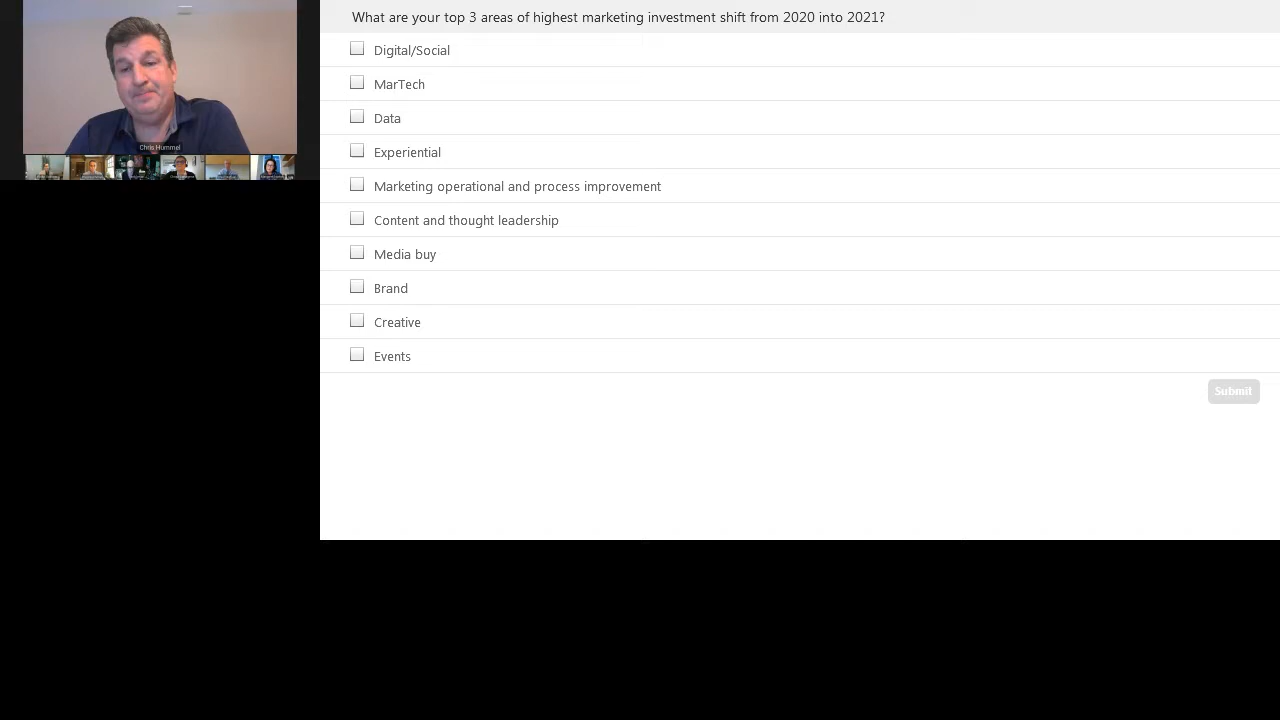 Chris Hummel
What are your top 3 areas of highest marketing investment shift from 2020 into 2021?
Digital/Social
MarTech
Data
Experiential
Marketing operational and process improvement
Content and thought leadership
Media buy
Brand
Creative
Events
Submit